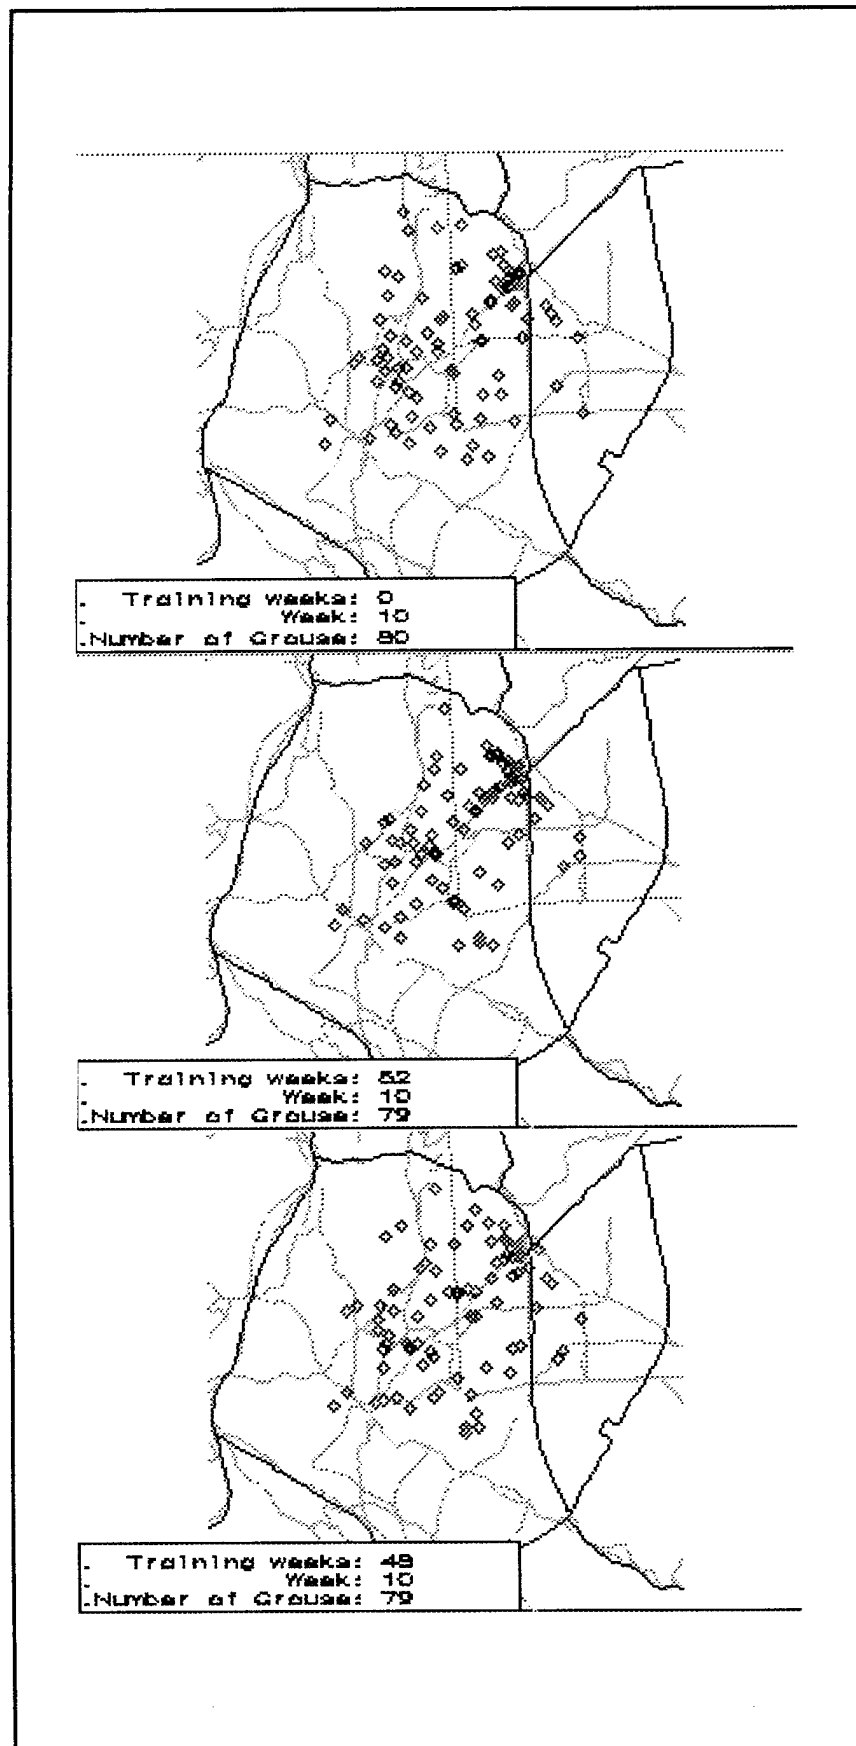 . Training weeks: 0
. Week: 10
.Number of Grouse: 80
. Training weeks: 52
. Week: 10
.Number of Grouse: 79
. Training weeks: 48
. Week: 10
.Number of Grouse: 79